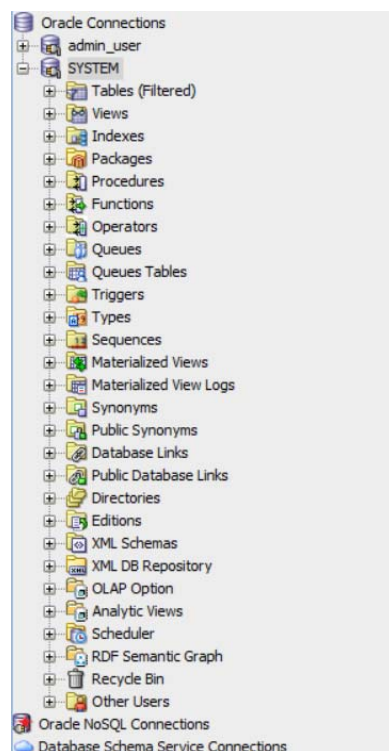 Oracle Connections
admin_user
SYSTEM
Tables (Filtered)
Views
Indexes
Packages
Procedures
Functions
Operators
Queues
Queues Tables
Triggers
Types
Sequences
Materialized Views
Materialized View Logs
Synonyms
Public Synonyms
Database Links
Public Database Links
Directories
Editions
XML Schemas
XML DB Repository
OLAP Option
Analytic Views
Scheduler
RDF Semantic Graph
Recycle Bin
Other Users
Oracle NoSQL Connections
Database Schema Service Connections